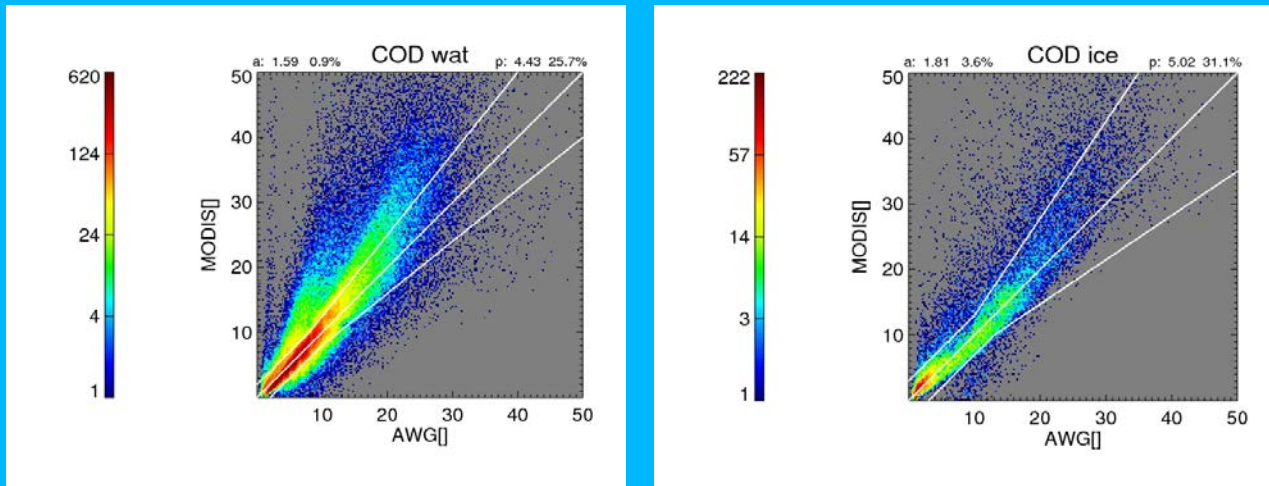 COD wat
a: 1.59 0.9% p: 4.43 25.7%
620
124
24
4
1
50
40
30
20
10
MODIS[]
10 20 30 40 50
AWG[]
COD ice
a: 1.81 3.6% p: 5.02 31.1%
222
57
14
3
1
50
40
30
20
10
MODIS[]
10 20 30 40 50
AWG[]